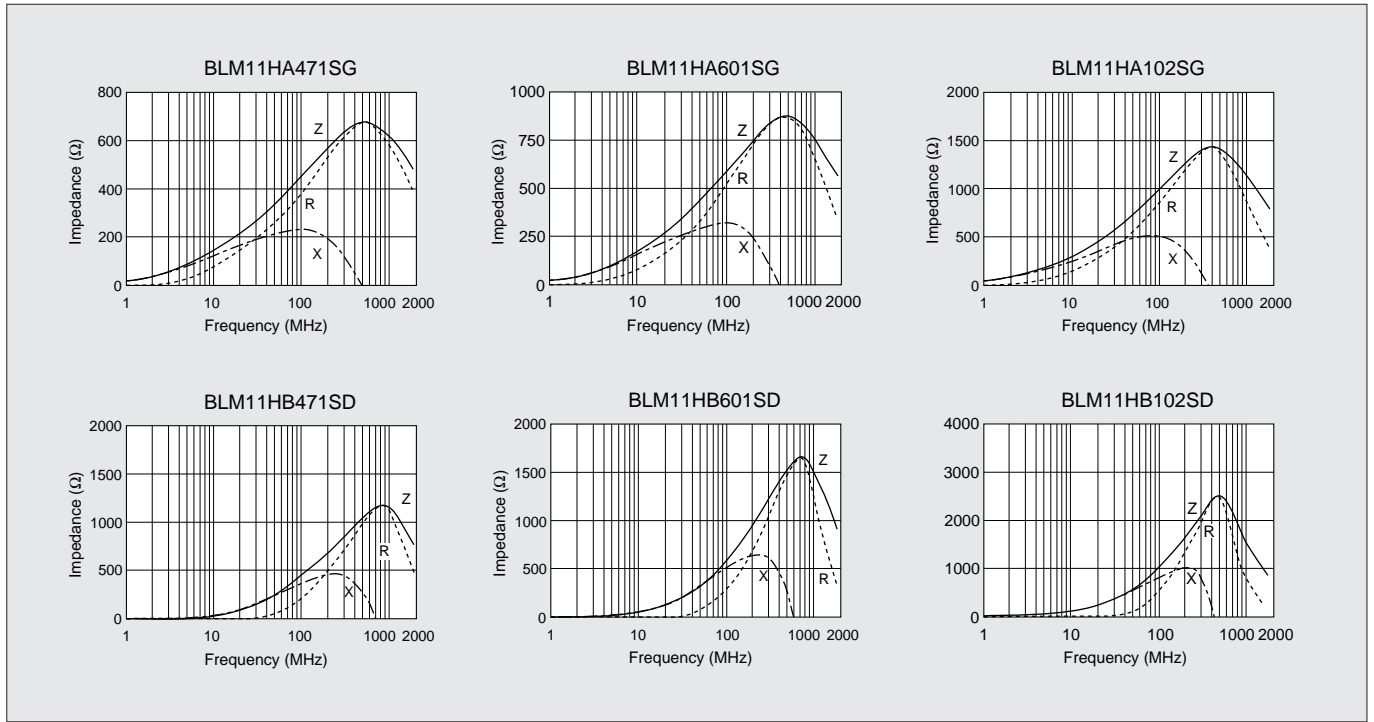 BLM11HA471SG
800
600
400
200
0
Impedance (Ω)
Z
R
X
1 10 100 1000 2000
Frequency (MHz)
BLM11HA601SG
1000
750
500
250
0
Impedance (Ω)
Z
R
X
1 10 100 1000 2000
Frequency (MHz)
BLM11HA102SG
2000
1500
1000
500
0
Impedance (Ω)
Z
R
X
1 10 100 1000 2000
Frequency (MHz)
BLM11HB471SD
2000
1500
1000
500
0
Impedance (Ω)
Z
R
X
1 10 100 1000 2000
Frequency (MHz)
BLM11HB601SD
2000
1500
1000
500
0
Impedance (Ω)
Z
X
R
1 10 100 1000 2000
Frequency (MHz)
BLM11HB102SD
4000
3000
2000
1000
0
Impedance (Ω)
Z
R
X
1 10 100 1000 2000
Frequency (MHz)